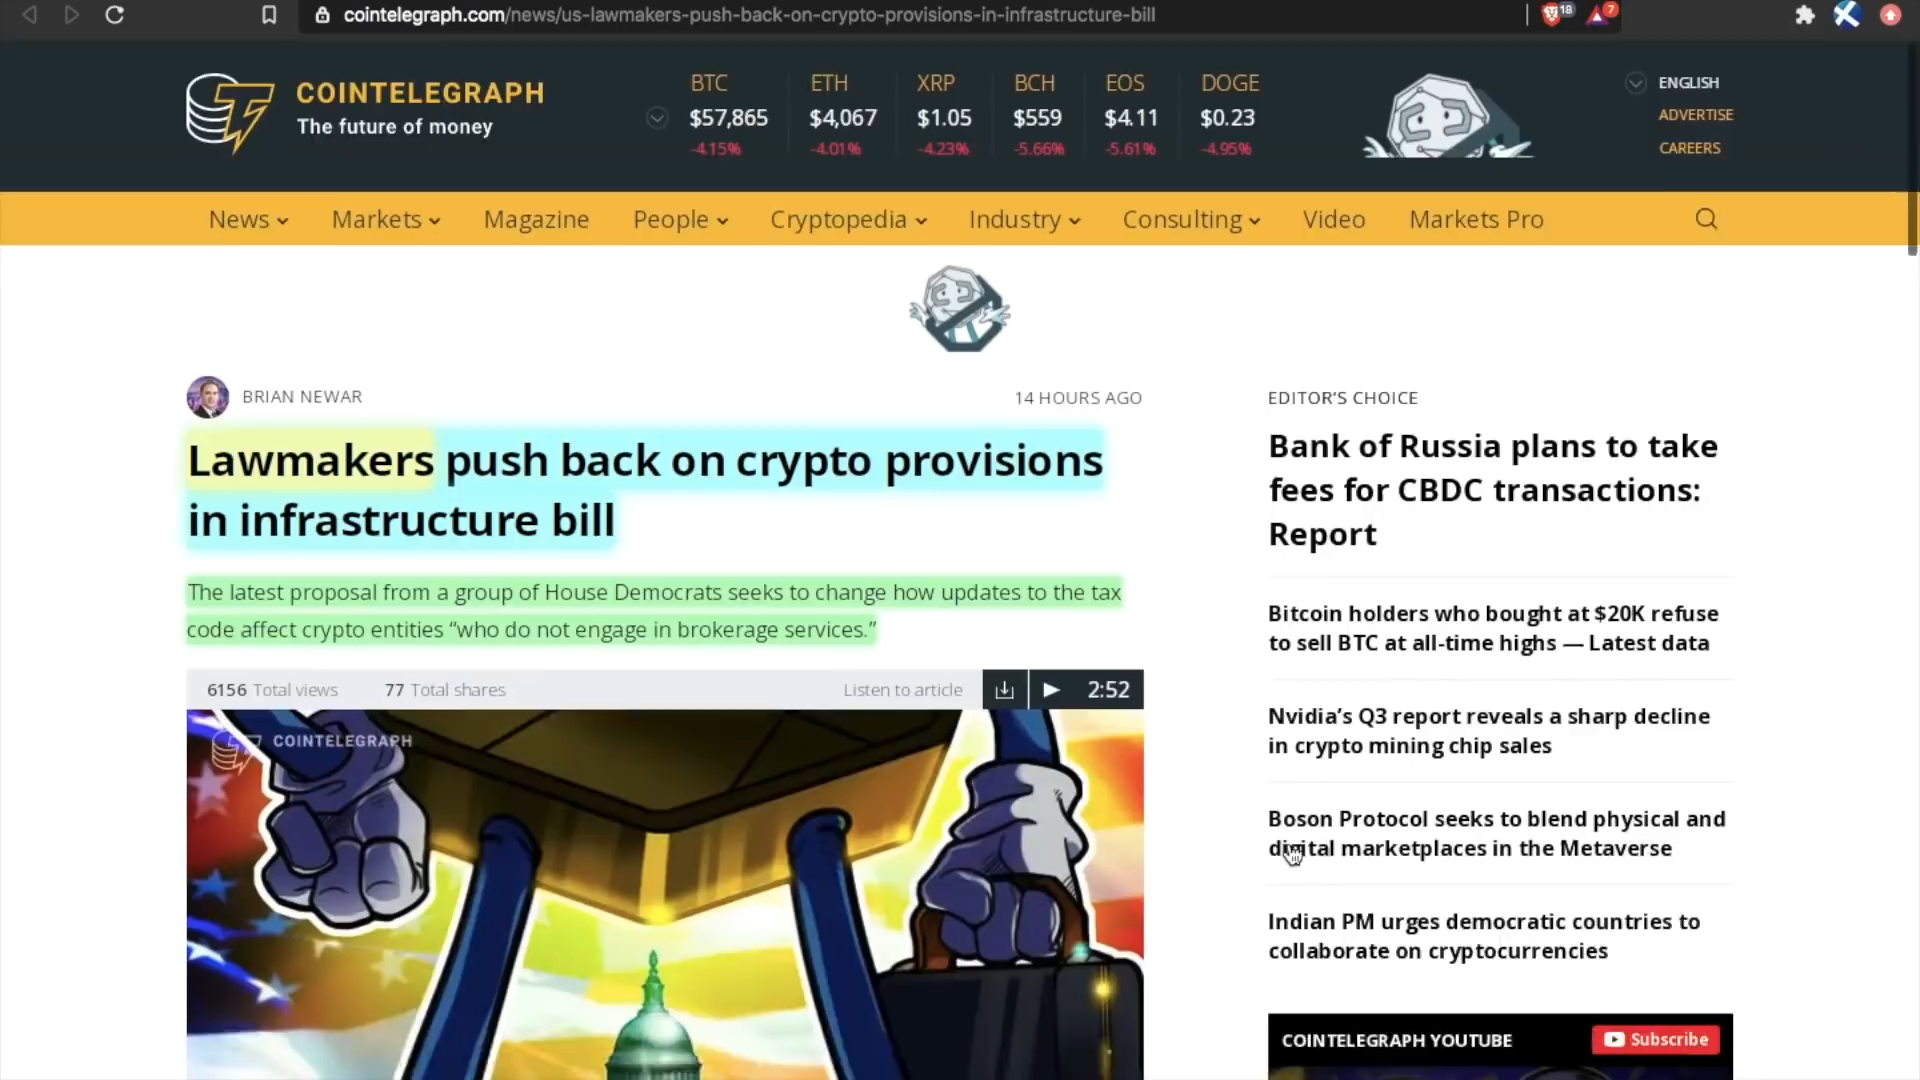 cointelegraph.com/news/us-lawmakers-push-back-on-crypto-provisions-in-infrastructure-bill
18
7
COINTELEGRAPH
The future of money
BTC ETH XRP BCH EOS DOGE
$57,865 $4,067 $1.05 $559 $4.11 $0.23
-4.15% -4.01% -4.23% -5.66% -5.61% -4.95%
ENGLISH
ADVERTISE
CAREERS
News Markets Magazine People Cryptopedia Industry Consulting Video Markets Pro
BRIAN NEWAR
14 HOURS AGO
Lawmakers push back on crypto provisions
in infrastructure bill
The latest proposal from a group of House Democrats seeks to change how updates to the tax
code affect crypto entities “who do not engage in brokerage services.”
6156 Total views 77 Total shares Listen to article 2:52
COINTELEGRAPH
EDITOR’S CHOICE
Bank of Russia plans to take
fees for CBDC transactions:
Report
Bitcoin holders who bought at $20K refuse
to sell BTC at all-time highs — Latest data
Nvidia’s Q3 report reveals a sharp decline
in crypto mining chip sales
Boson Protocol seeks to blend physical and
digital marketplaces in the Metaverse
Indian PM urges democratic countries to
collaborate on cryptocurrencies
COINTELEGRAPH YOUTUBE
Subscribe